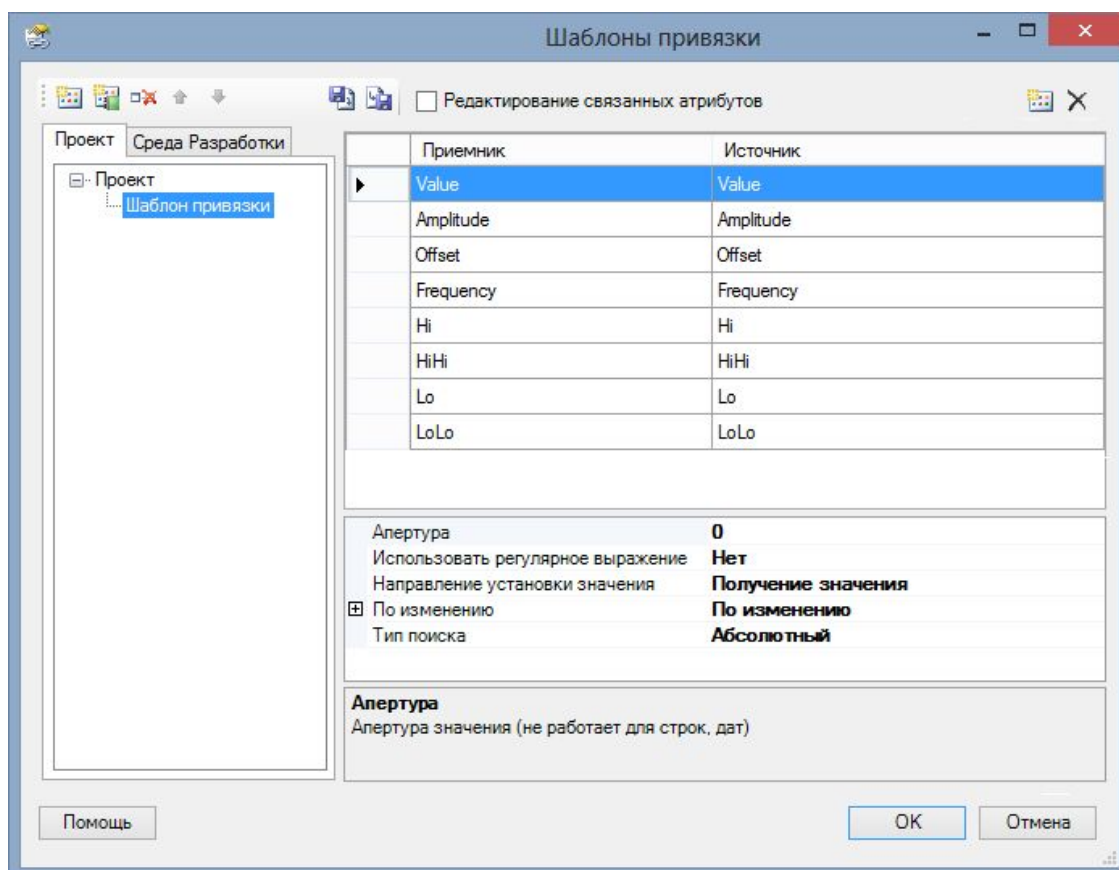 Шаблоны привязки
Редактирование связанных атрибутов
Проект Среда Разработки
Проект
Шаблон привязки
Приемник Источник
Value Value
Amplitude Amplitude
Offset Offset
Frequency Frequency
Hi Hi
HiHi HiHi
Lo Lo
LoLo LoLo
Апертура 0
Использовать регулярное выражение Нет
Направление установки значения Получение значения
По изменению По изменению
Тип поиска Абсолютный
Апертура
Апертура значения (не работает для строк, дат)
Помощь OK Отмена